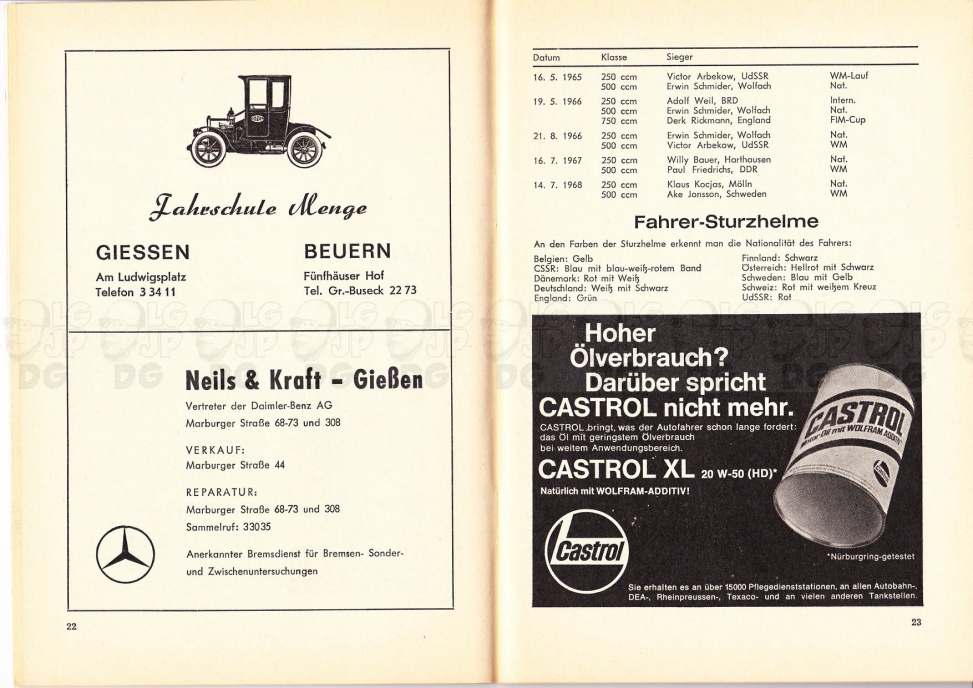 Fahrschule Menge
GIESSEN
Am Ludwigsplatz
Telefon 3 34 11
BEUERN
Fünfhäuser Hof
Tel. Gr.-Buseck 22 73
Neils & Kraft – Gießen
Vertreter der Daimler-Benz AG
Marburger Straße 68-73 und 308
VERKAUF:
Marburger Straße 44
REPARATUR:
Marburger Straße 68-73 und 308
Sammelruf: 33035
Anerkannter Bremsdienst für Bremsen- Sonder-
und Zwischenuntersuchungen
22
Datum Klasse Sieger
16. 5. 1965 250 ccm Victor Arbekow, UdSSR WM-Lauf
500 ccm Erwin Schmider, Wolfach Nat.
19. 5. 1966 250 ccm Adolf Weil, BRD Intern.
500 ccm Erwin Schmider, Wolfach Nat.
750 ccm Derk Rickmann, England FIM-Cup
21. 8. 1966 250 ccm Erwin Schmider, Wolfach Nat.
500 ccm Victor Arbekow, UdSSR WM
16. 7. 1967 250 ccm Willy Bauer, Harthausen Nat.
500 ccm Paul Friedrichs, DDR WM
14. 7. 1968 250 ccm Klaus Kocjas, Mölln Nat.
500 ccm Ake Jonsson, Schweden WM
Fahrer-Sturzhelme
An den Farben der Sturzhelme erkennt man die Nationalität des Fahrers:
Belgien: Gelb
CSSR: Blau mit blau-weiß-rotem Band
Dänemark: Rot mit Weiß
Deutschland: Weiß mit Schwarz
England: Grün
Finnland: Schwarz
Österreich: Hellrot mit Schwarz
Schweden: Blau mit Gelb
Schweiz: Rot mit weißem Kreuz
UdSSR: Rot
Hoher
Ölverbrauch?
Darüber spricht
CASTROL nicht mehr.
CASTROL bringt, was der Autofahrer schon lange fordert:
das Öl mit geringstem Ölverbrauch
bei weitem Anwendungsbereich.
CASTROL XL 20 W-50 (HD)*
Natürlich mit WOLFRAM-ADDITIV!
CASTROL
Motor-Oil mit WOLFRAM ADDITIV
Castrol
*Nürburgring-getestet
Sie erhalten es an über 15000 Pflegedienststationen, an allen Autobahn-,
DEA-, Rheinpreussen-, Texaco- und an vielen anderen Tankstellen.
23